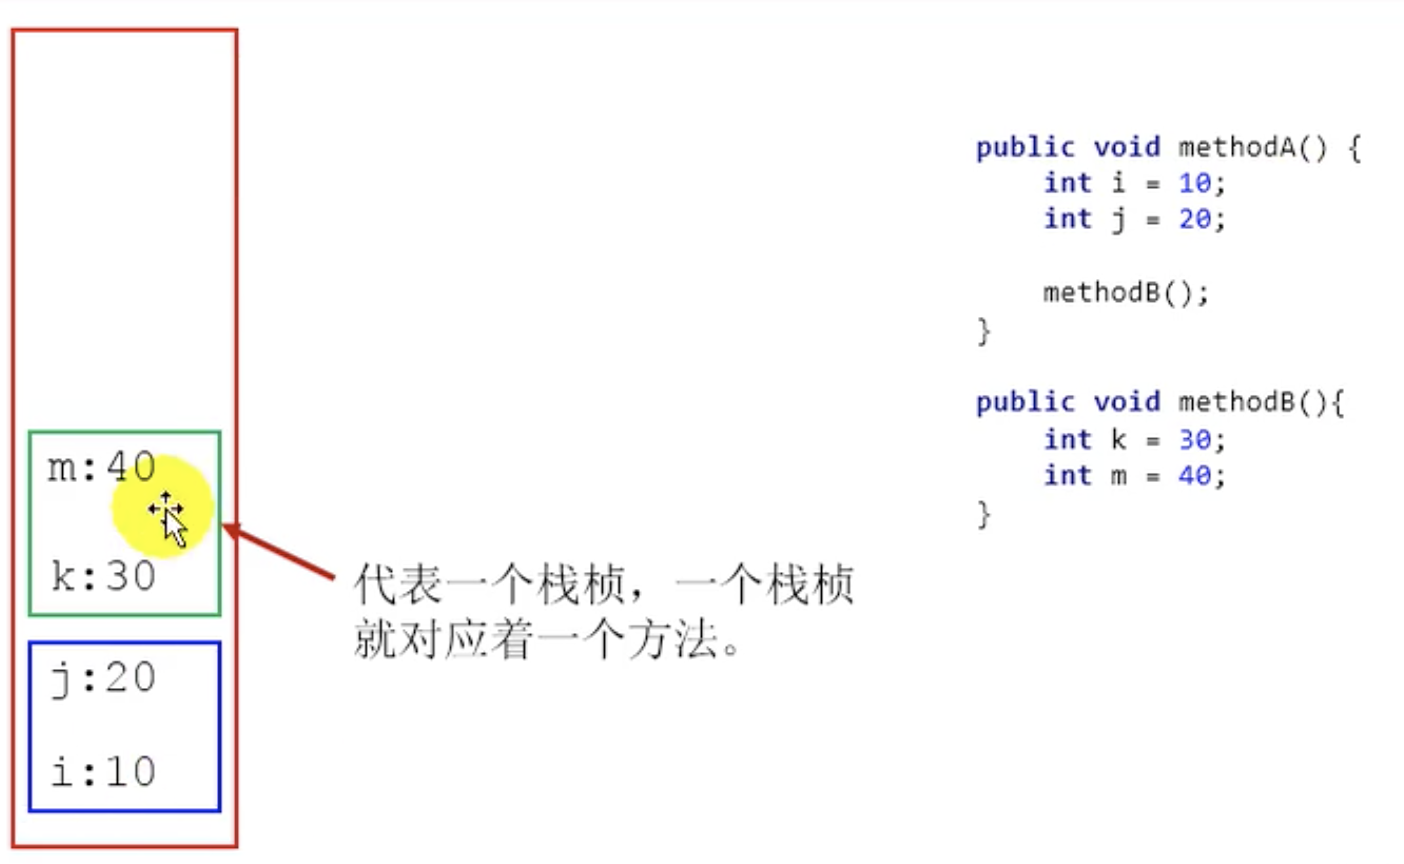 m:40
k:30
j:20
i:10
代表一个栈桢，一个栈桢
就对应着一个方法。
public void methodA() {
    int i = 10;
    int j = 20;
    methodB();
}
public void methodB(){
    int k = 30;
    int m = 40;
}